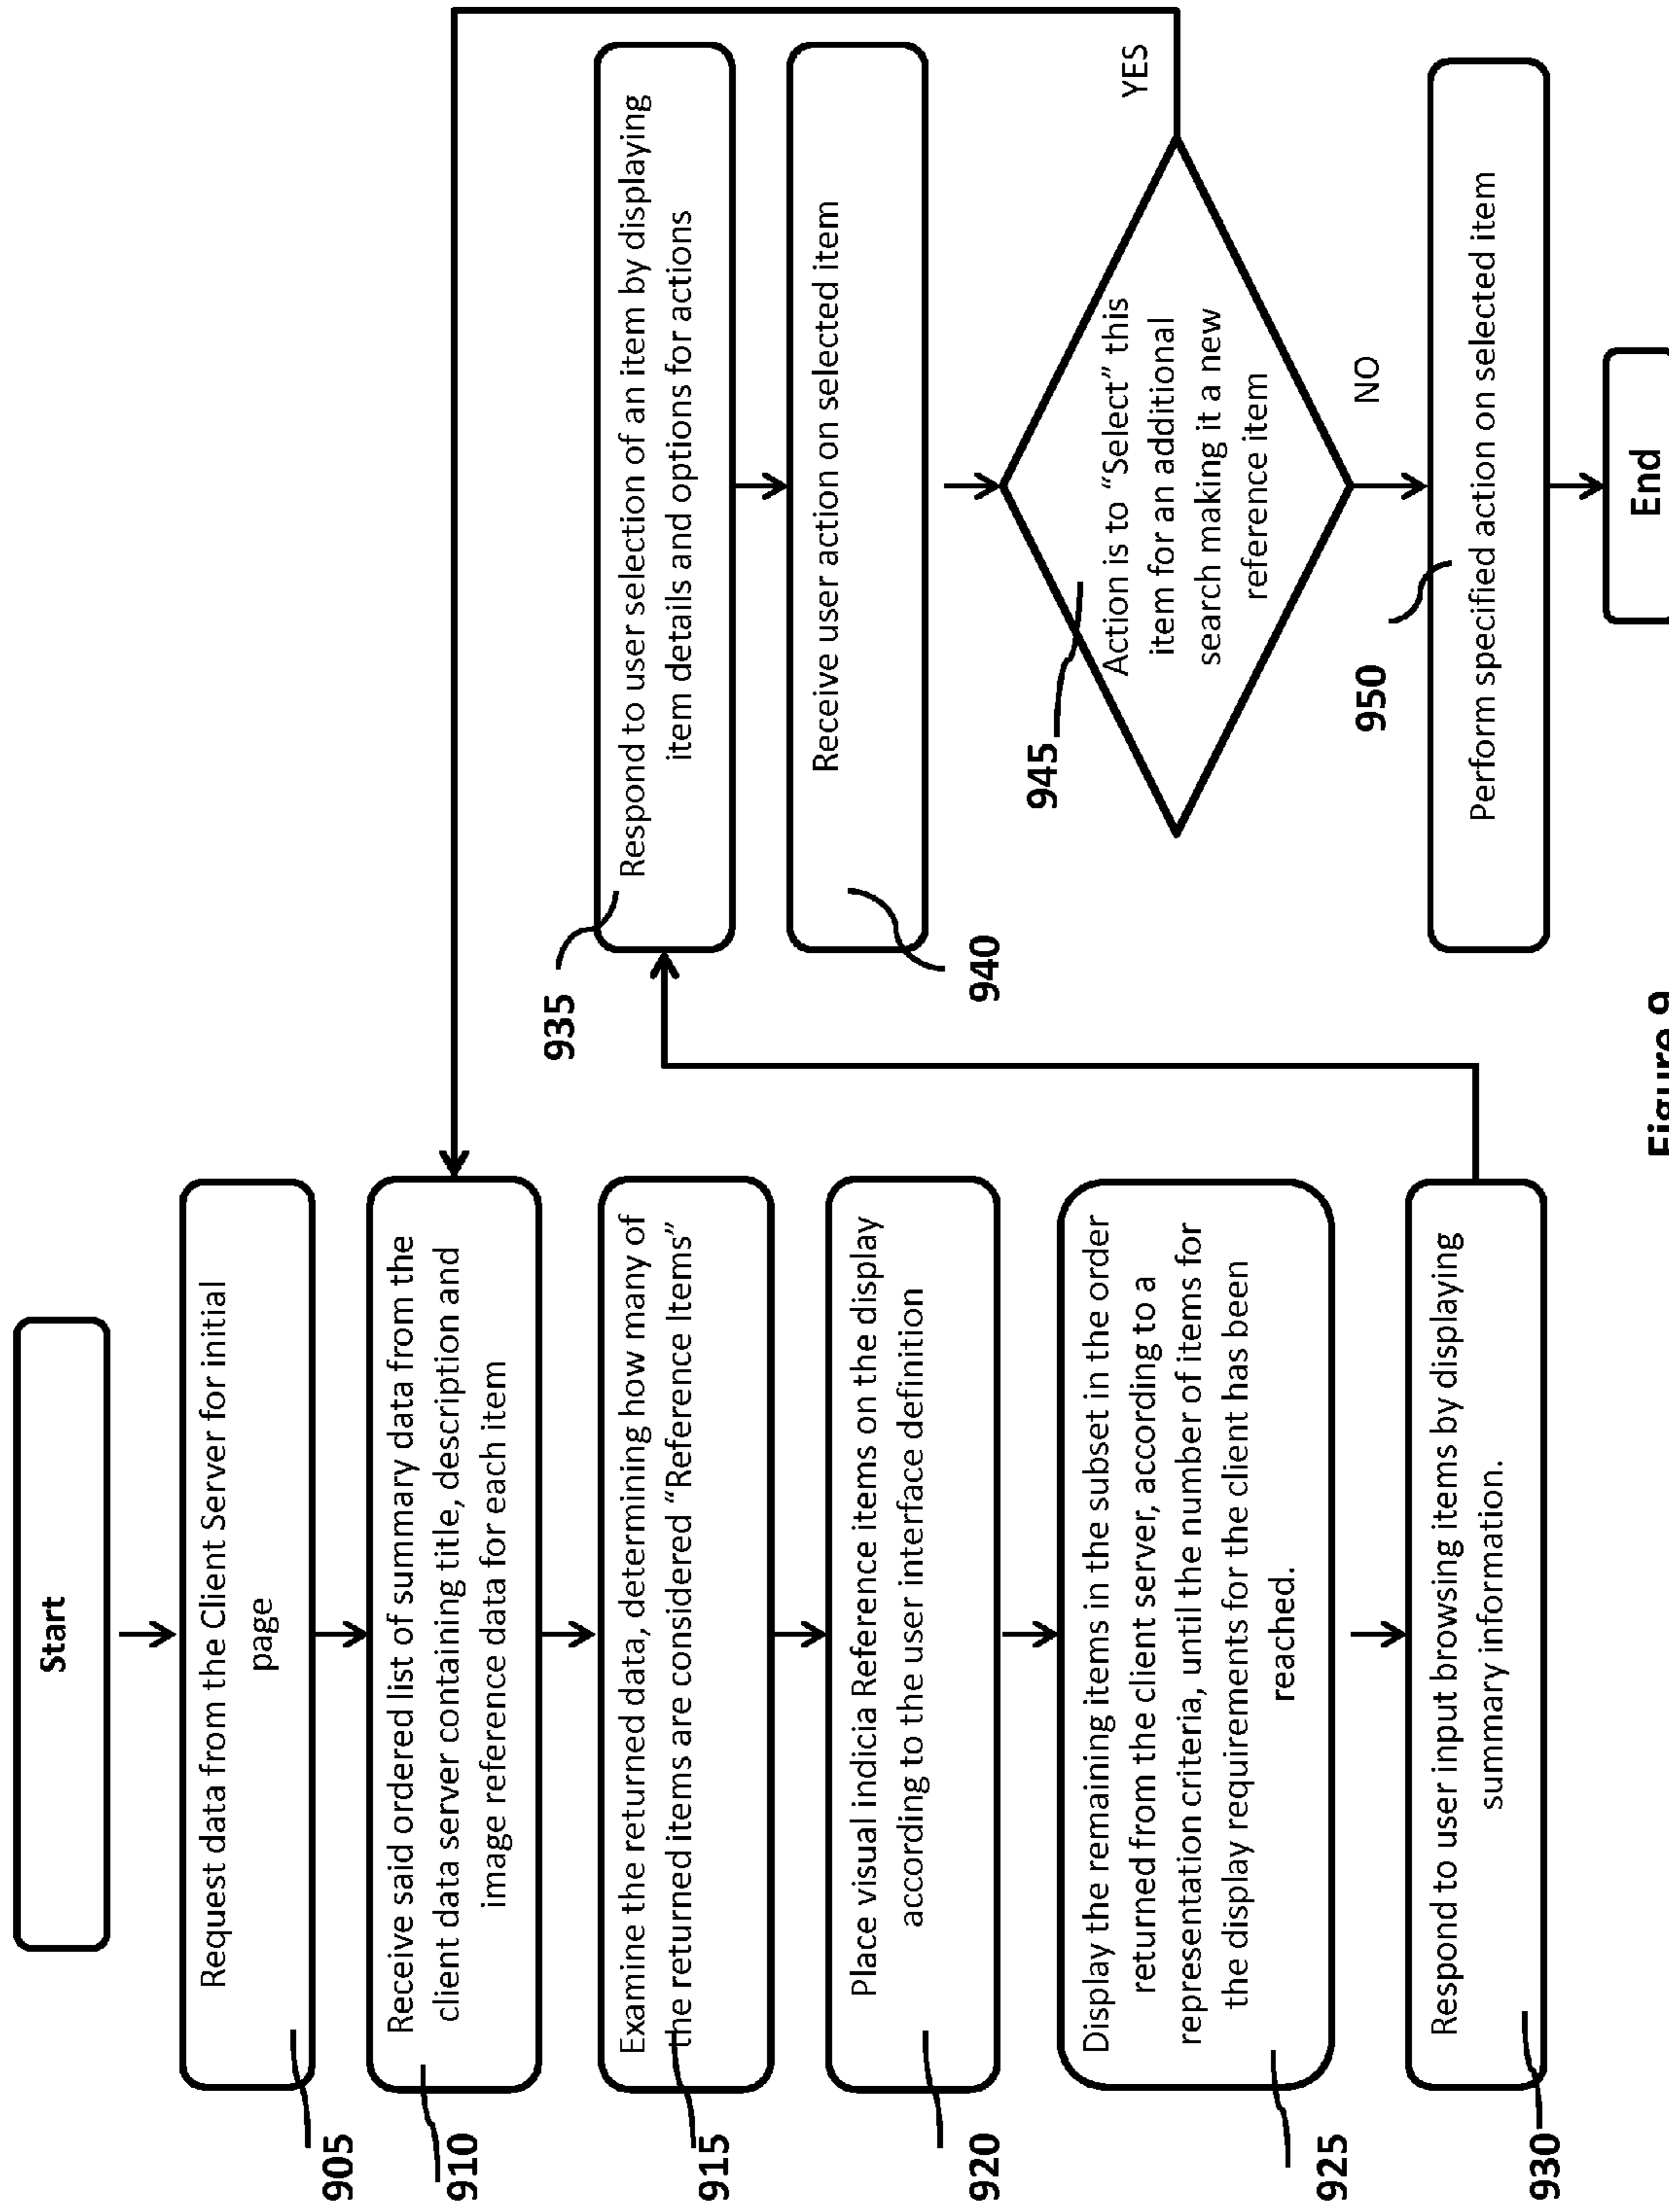 Start
905
Request data from the Client Server for initial
page
910
Receive said ordered list of summary data from the
client data server containing title, description and
image reference data for each item
915
Examine the returned data, determining how many of
the returned items are considered “Reference Items”
920
Place visual indicia Reference items on the display
according to the user interface definition
925
Display the remaining items in the subset in the order
returned from the client server, according to a
representation criteria, until the number of items for
the display requirements for the client has been
reached.
930
Respond to user input browsing items by displaying
summary information.
935
Respond to user selection of an item by displaying
item details and options for actions
940
Receive user action on selected item
945
Action is to “Select” this
item for an additional
search making it a new
reference item
YES
NO
950
Perform specified action on selected item
End
Figure 9